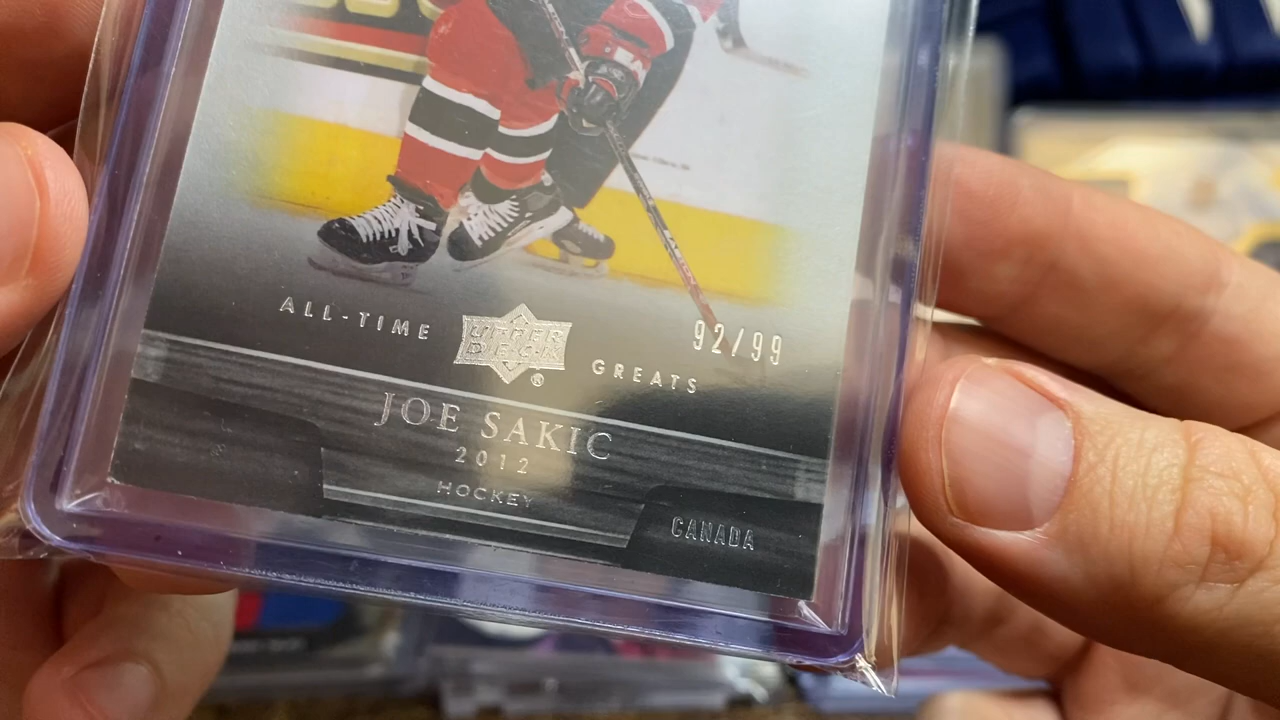 ALL-TIME
UPPER
DECK
®
GREATS
92/99
JOE SAKIC
2012
HOCKEY
CANADA